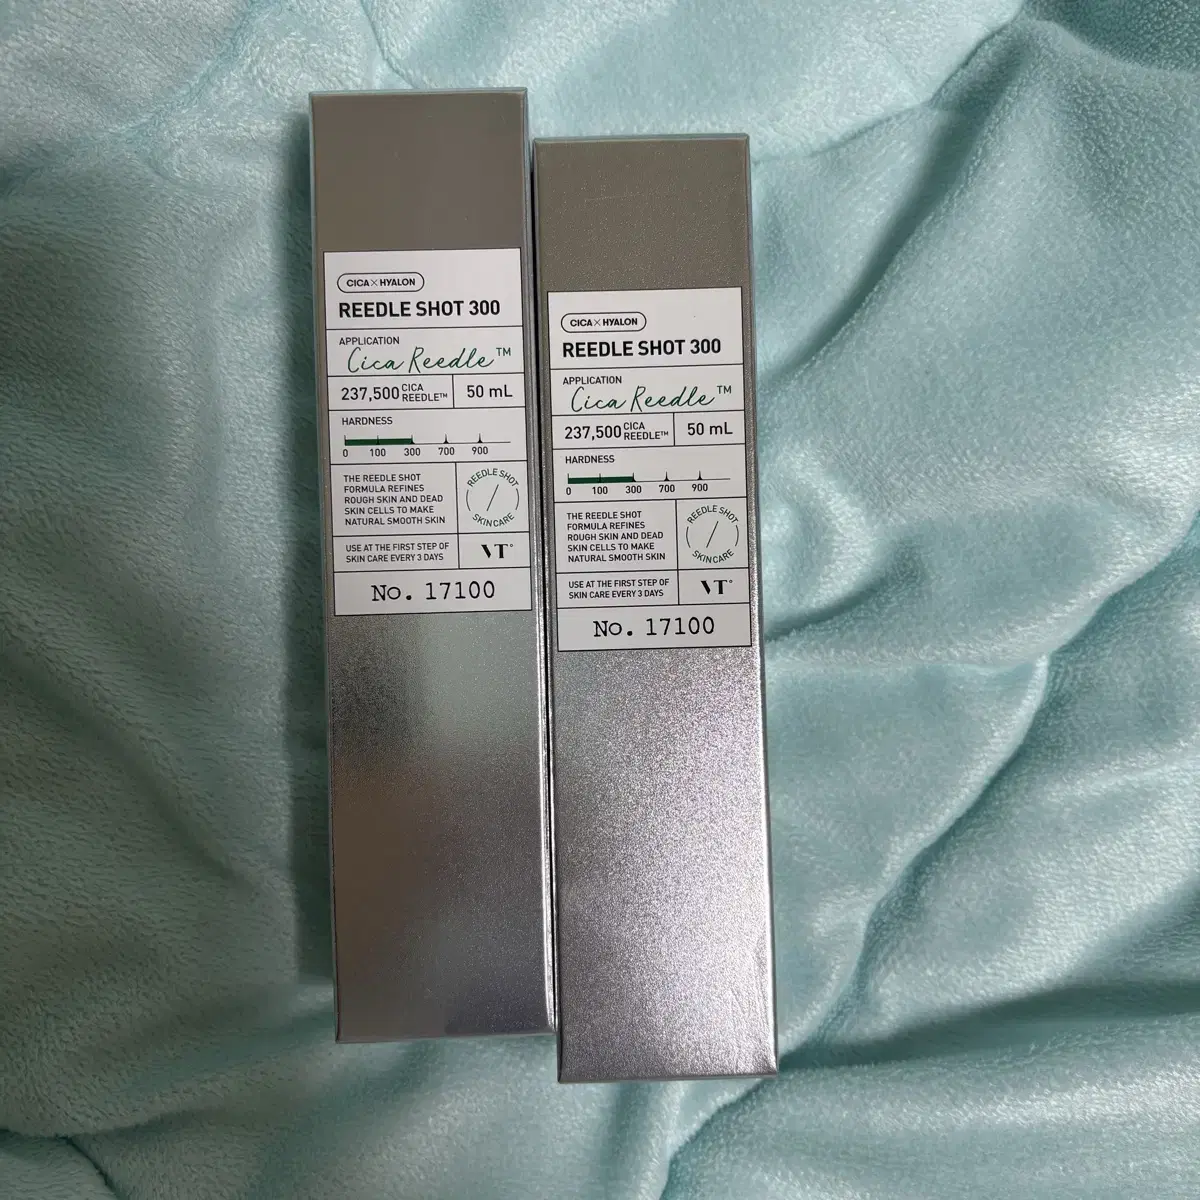 CICA×HYALON
REEDLE SHOT 300
APPLICATION
Cica Reedle™
237,500 CICA REEDLE™
50 mL
HARDNESS
0 100 300 700 900
THE REEDLE SHOT
FORMULA REFINES
ROUGH SKIN AND DEAD
SKIN CELLS TO MAKE
NATURAL SMOOTH SKIN
REEDLE SHOT
SKINCARE
USE AT THE FIRST STEP OF
SKIN CARE EVERY 3 DAYS
VT°
No. 17100
CICA×HYALON
REEDLE SHOT 300
APPLICATION
Cica Reedle™
237,500 CICA REEDLE™
50 mL
HARDNESS
0 100 300 700 900
THE REEDLE SHOT
FORMULA REFINES
ROUGH SKIN AND DEAD
SKIN CELLS TO MAKE
NATURAL SMOOTH SKIN
REEDLE SHOT
SKINCARE
USE AT THE FIRST STEP OF
SKIN CARE EVERY 3 DAYS
VT°
No. 17100